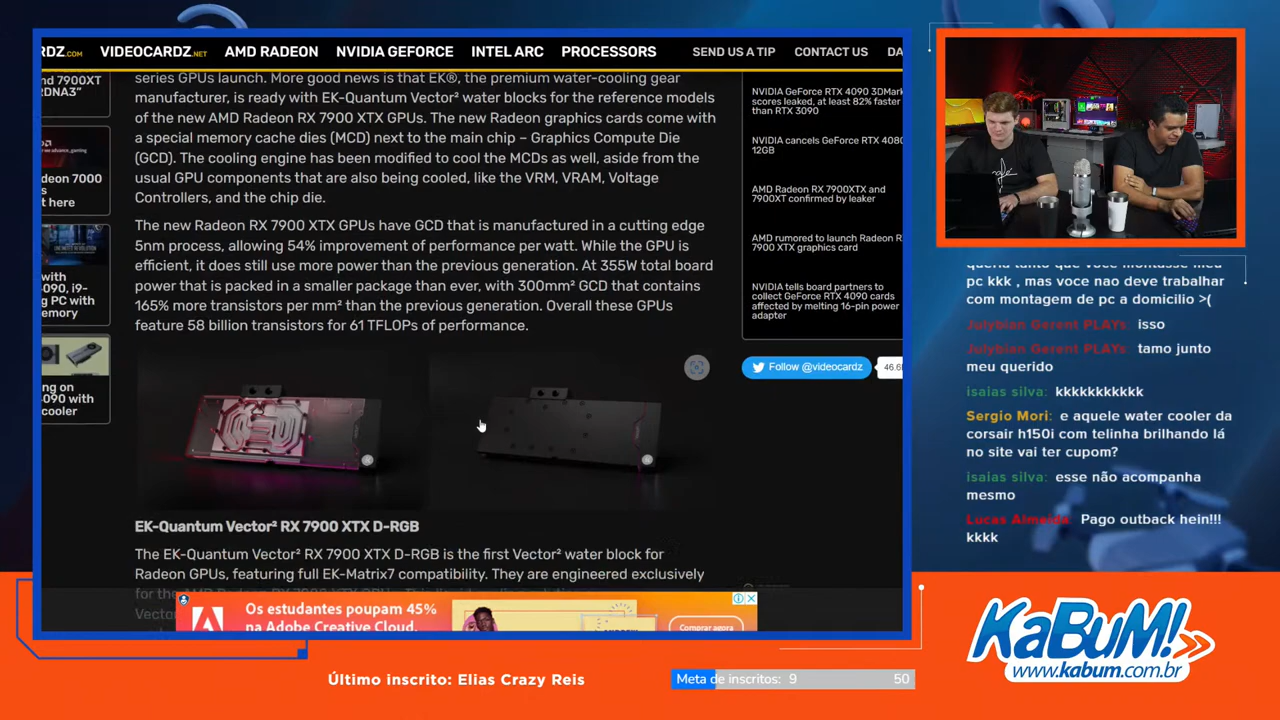 RDZ.COM VIDEOCARDZ.NET AMD RADEON NVIDIA GEFORCE INTEL ARC PROCESSORS SEND US A TIP CONTACT US DA
nd 7900XT
RDNA3”
deon 7000
s
t here
with
090, i9-
ng PC with
emory
ng on
090 with
cooler
series GPUs launch. More good news is that EK®, the premium water-cooling gear
manufacturer, is ready with EK-Quantum Vector² water blocks for the reference models
of the new AMD Radeon RX 7900 XTX GPUs. The new Radeon graphics cards come with
a special memory cache dies (MCD) next to the main chip – Graphics Compute Die
(GCD). The cooling engine has been modified to cool the MCDs as well, aside from the
usual GPU components that are also being cooled, like the VRM, VRAM, Voltage
Controllers, and the chip die.
The new Radeon RX 7900 XTX GPUs have GCD that is manufactured in a cutting edge
5nm process, allowing 54% improvement of performance per watt. While the GPU is
efficient, it does still use more power than the previous generation. At 355W total board
power that is packed in a smaller package than ever, with 300mm² GCD that contains
165% more transistors per mm² than the previous generation. Overall these GPUs
feature 58 billion transistors for 61 TFLOPs of performance.
EK-Quantum Vector² RX 7900 XTX D-RGB
The EK-Quantum Vector² RX 7900 XTX D-RGB is the first Vector² water block for
Radeon GPUs, featuring full EK-Matrix7 compatibility. They are engineered exclusively
for the
Vector
Os estudantes poupam 45%
na Adobe Creative Cloud.
Comprar agora
NVIDIA GeForce RTX 4090 3DMark
scores leaked, at least 82% faster
than RTX 3090
NVIDIA cancels GeForce RTX 4080
12GB
AMD Radeon RX 7900XTX and
7900XT confirmed by leaker
AMD rumored to launch Radeon R
7900 XTX graphics card
NVIDIA tells board partners to
collect GeForce RTX 4090 cards
affected by melting 16-pin power
adapter
Follow @videocardz 46.6
queria tanto que voce montasse meu
pc kkk , mas voce nao deve trabalhar
com montagem de pc a domicilio >(
Julybian Gerent PLAYs: isso
Julybian Gerent PLAYs: tamo junto
meu querido
isaias silva: kkkkkkkkkkk
Sergio Mori: e aquele water cooler da
corsair h150i com telinha brilhando lá
no site vai ter cupom?
isaias silva: esse não acompanha
mesmo
Lucas Almeida: Pago outback hein!!!
kkkk
KaBuM!
www.kabum.com.br
Último inscrito: Elias Crazy Reis
Meta de inscritos: 9 50